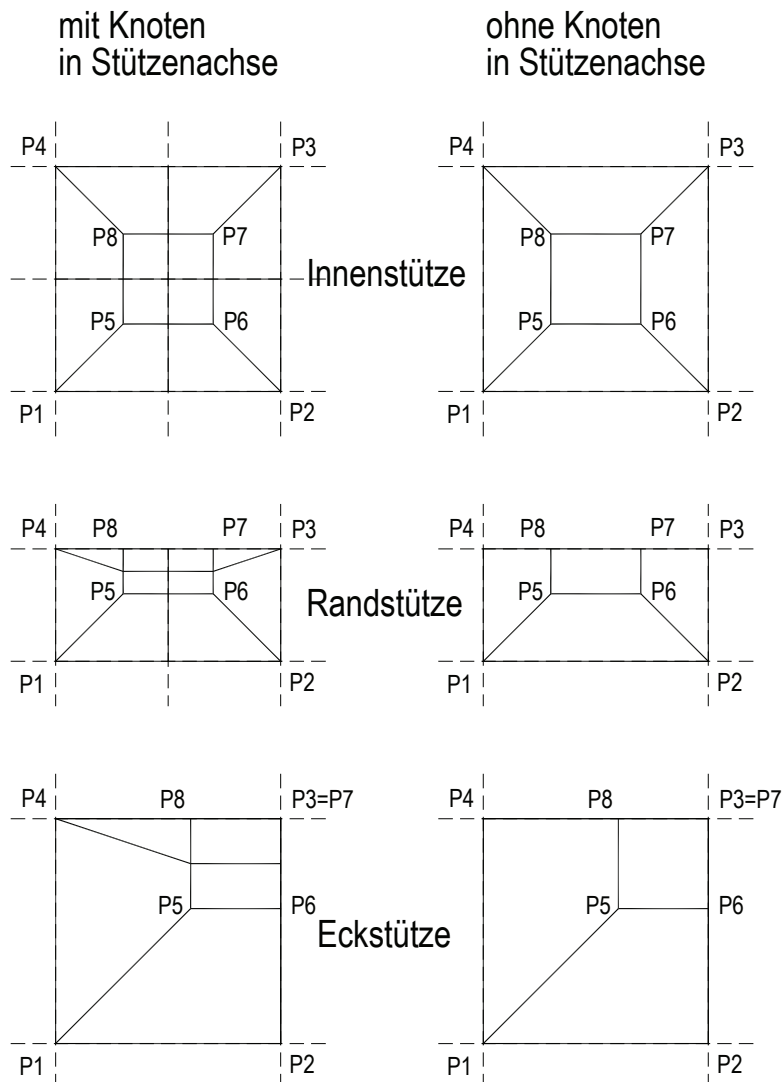 mit Knoten
in Stützenachse
ohne Knoten
in Stützenachse
P4 P3 P4 P3
P8 P7 P8 P7
Innenstütze
P5 P6 P5 P6
P1 P2 P1 P2
P4 P8 P7 P3 P4 P8 P7 P3
P5 P6 Randstütze P5 P6
P1 P2 P1 P2
P4 P8 P3=P7 P4 P8 P3=P7
P5 P6 P5 P6
Eckstütze
P1 P2 P1 P2